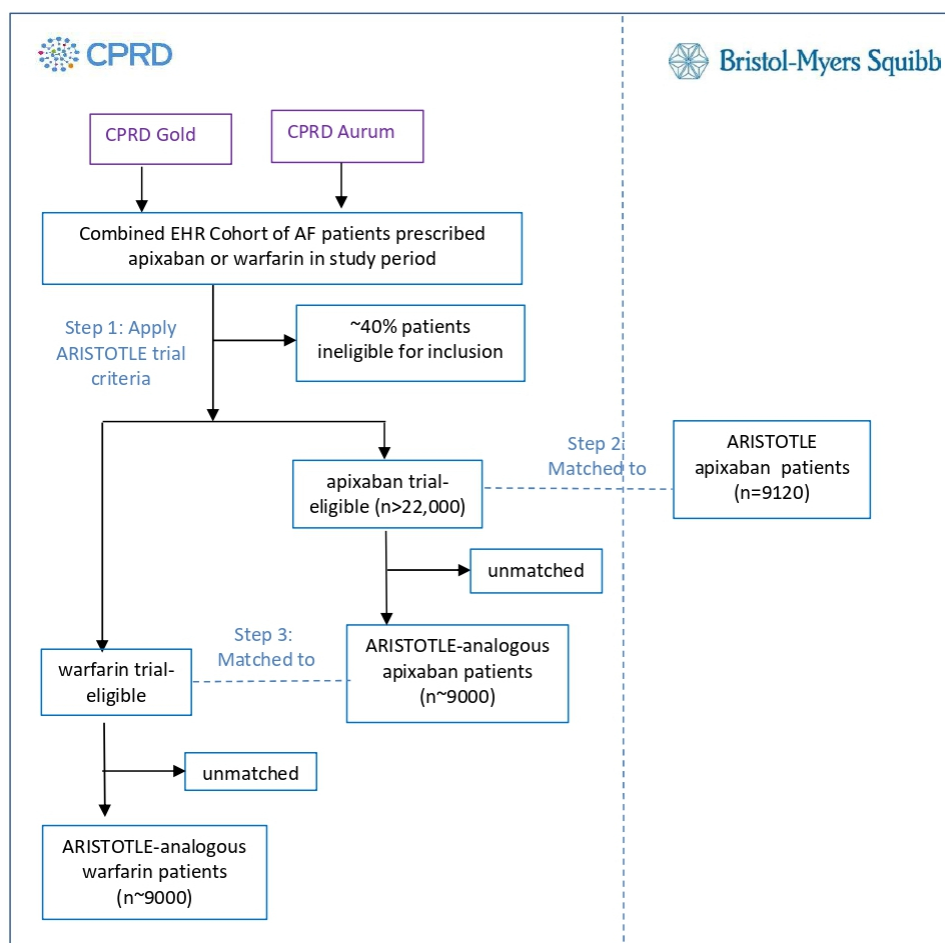 CPRD
Bristol-Myers Squibb
CPRD Gold
CPRD Aurum
Combined EHR Cohort of AF patients prescribed
apixaban or warfarin in study period
Step 1: Apply
ARISTOTLE trial
criteria
~40% patients
ineligible for inclusion
Step 2:
Matched to
ARISTOTLE
apixaban patients
(n=9120)
apixaban trial-
eligible (n>22,000)
unmatched
Step 3:
Matched to
ARISTOTLE-analogous
apixaban patients
(n~9000)
warfarin trial-
eligible
unmatched
ARISTOTLE-analogous
warfarin patients
(n~9000)